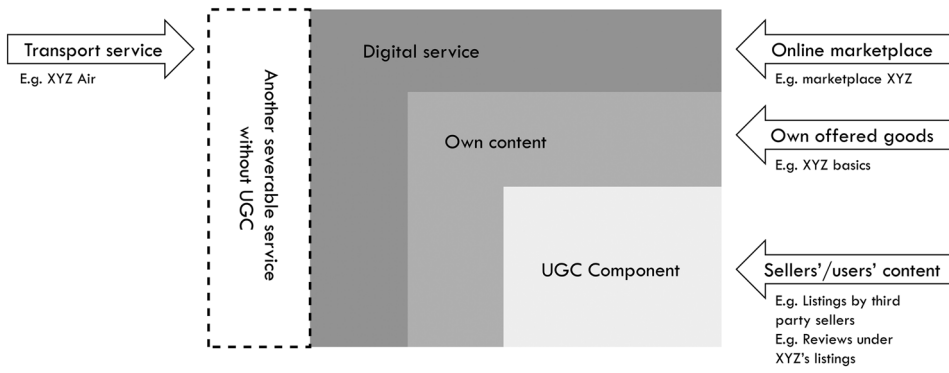 Transport service
E.g. XYZ Air
Another severable service
without UGC
Digital service
Own content
UGC Component
Online marketplace
E.g. marketplace XYZ
Own offered goods
E.g. XYZ basics
Sellers'/users' content
E.g. Listings by third
party sellers
E.g. Reviews under
XYZ's listings